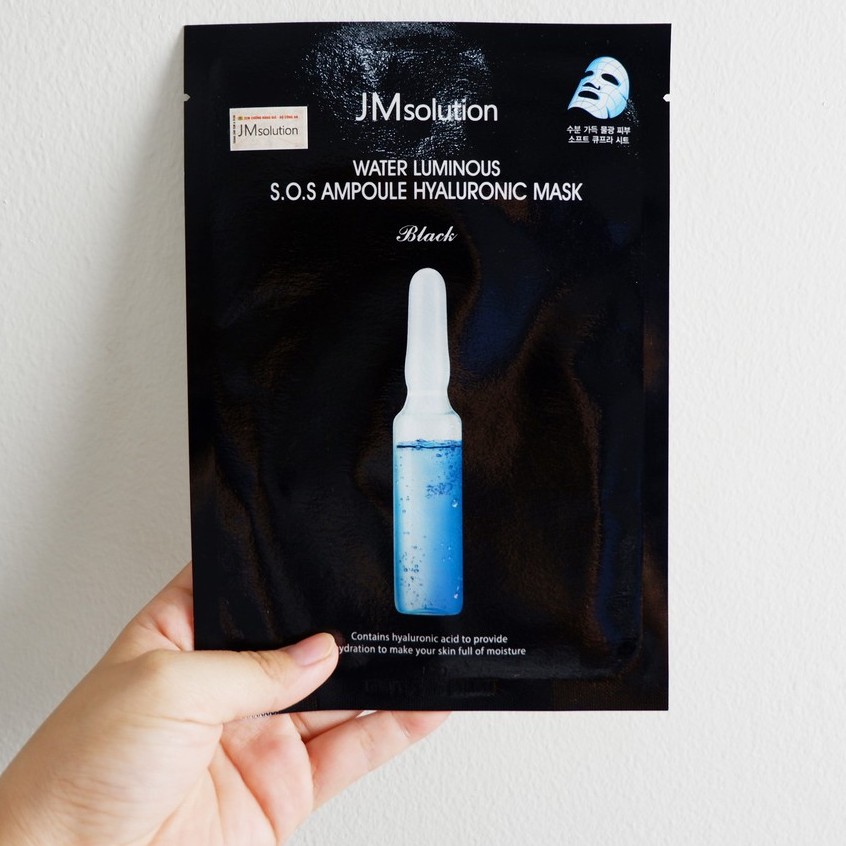 JMsolution
JMsolution
WATER LUMINOUS
S.O.S AMPOULE HYALURONIC MASK
Black
수분 가득 물광 피부
소프트 큐프라 시트
Contains hyaluronic acid to provide
to make your skin full of moisture